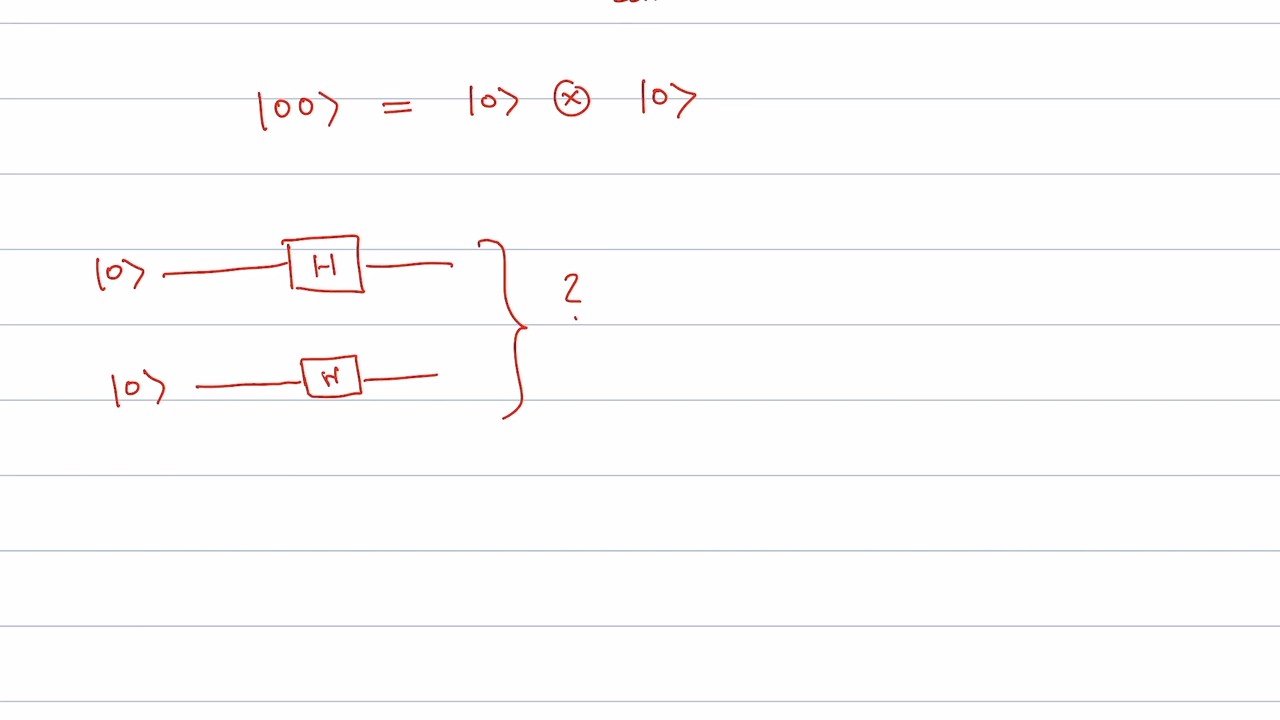 |00⟩ = |0⟩ ⊗ |0⟩
|0⟩ H
?
|0⟩